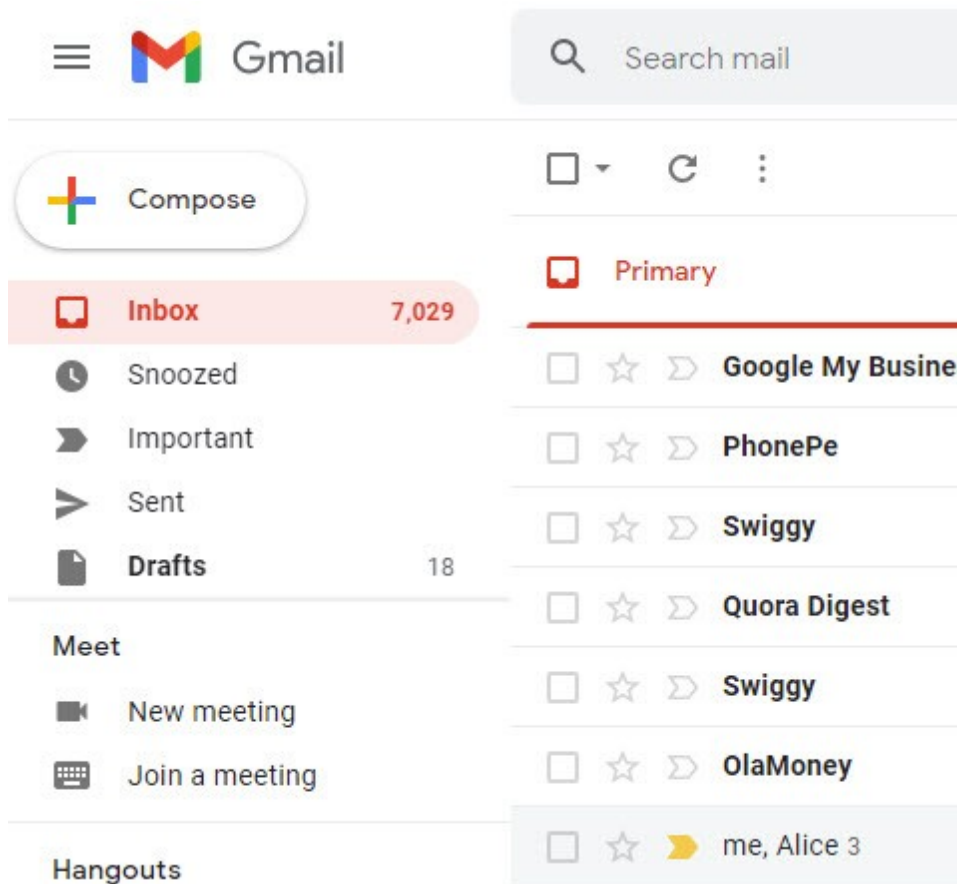 Gmail
Search mail
Compose
Inbox 7,029
Snoozed
Important
Sent
Drafts 18
Meet
New meeting
Join a meeting
Hangouts
Primary
Google My Busine
PhonePe
Swiggy
Quora Digest
Swiggy
OlaMoney
me, Alice 3